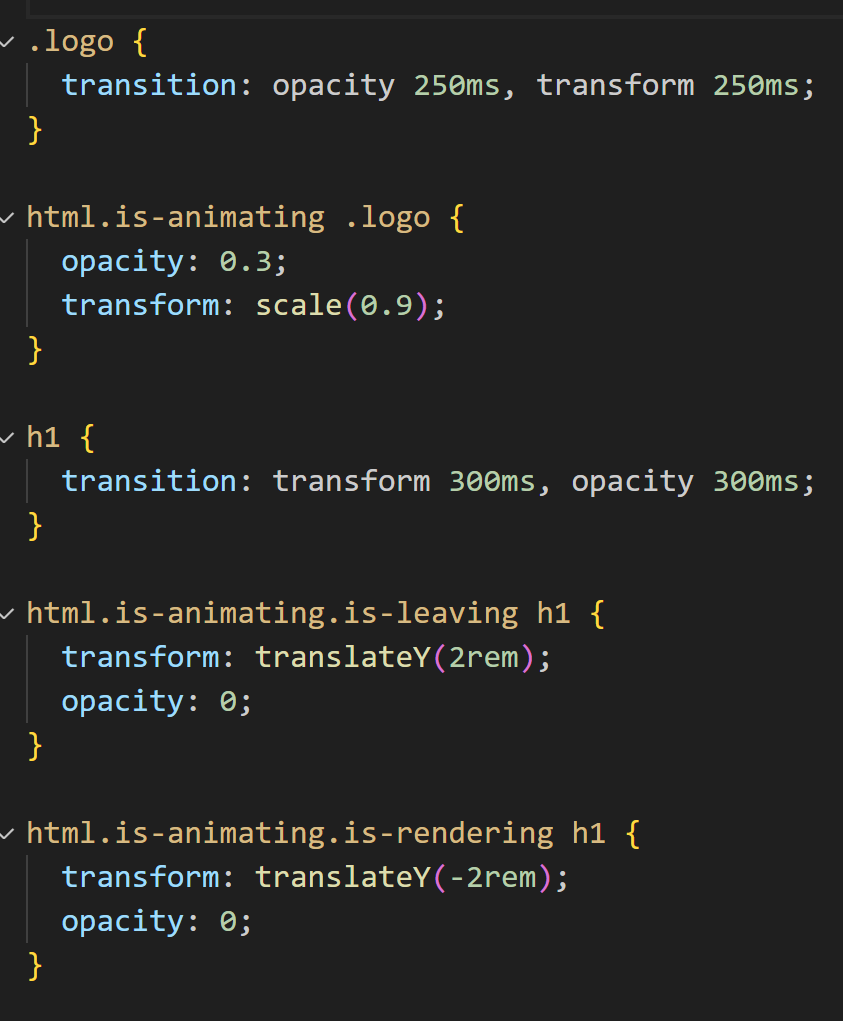 .logo {
  transition: opacity 250ms, transform 250ms;
}

html.is-animating .logo {
  opacity: 0.3;
  transform: scale(0.9);
}

h1 {
  transition: transform 300ms, opacity 300ms;
}

html.is-animating.is-leaving h1 {
  transform: translateY(2rem);
  opacity: 0;
}

html.is-animating.is-rendering h1 {
  transform: translateY(-2rem);
  opacity: 0;
}